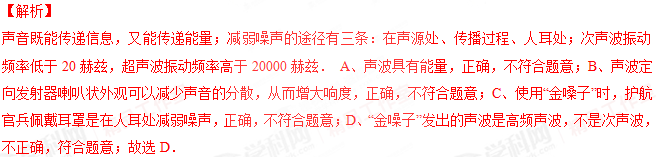 【解析】
声音既能传递信息，又能传递能量；减弱噪声的途径有三条：在声源处、传播过程、人耳处；次声波振动
频率低于 20 赫兹，超声波振动频率高于 20000 赫兹． A、声波具有能量，正确，不符合题意；B、声波定
向发射器喇叭状外观可以减少声音的分散，从而增大响度，正确，不符合题意；C、使用“金嗓子”时，护航
官兵佩戴耳罩是在人耳处减弱噪声，正确，不符合题意；D、“金嗓子”发出的声波是高频声波，不是次声波，
不正确，符合题意；故选 D．